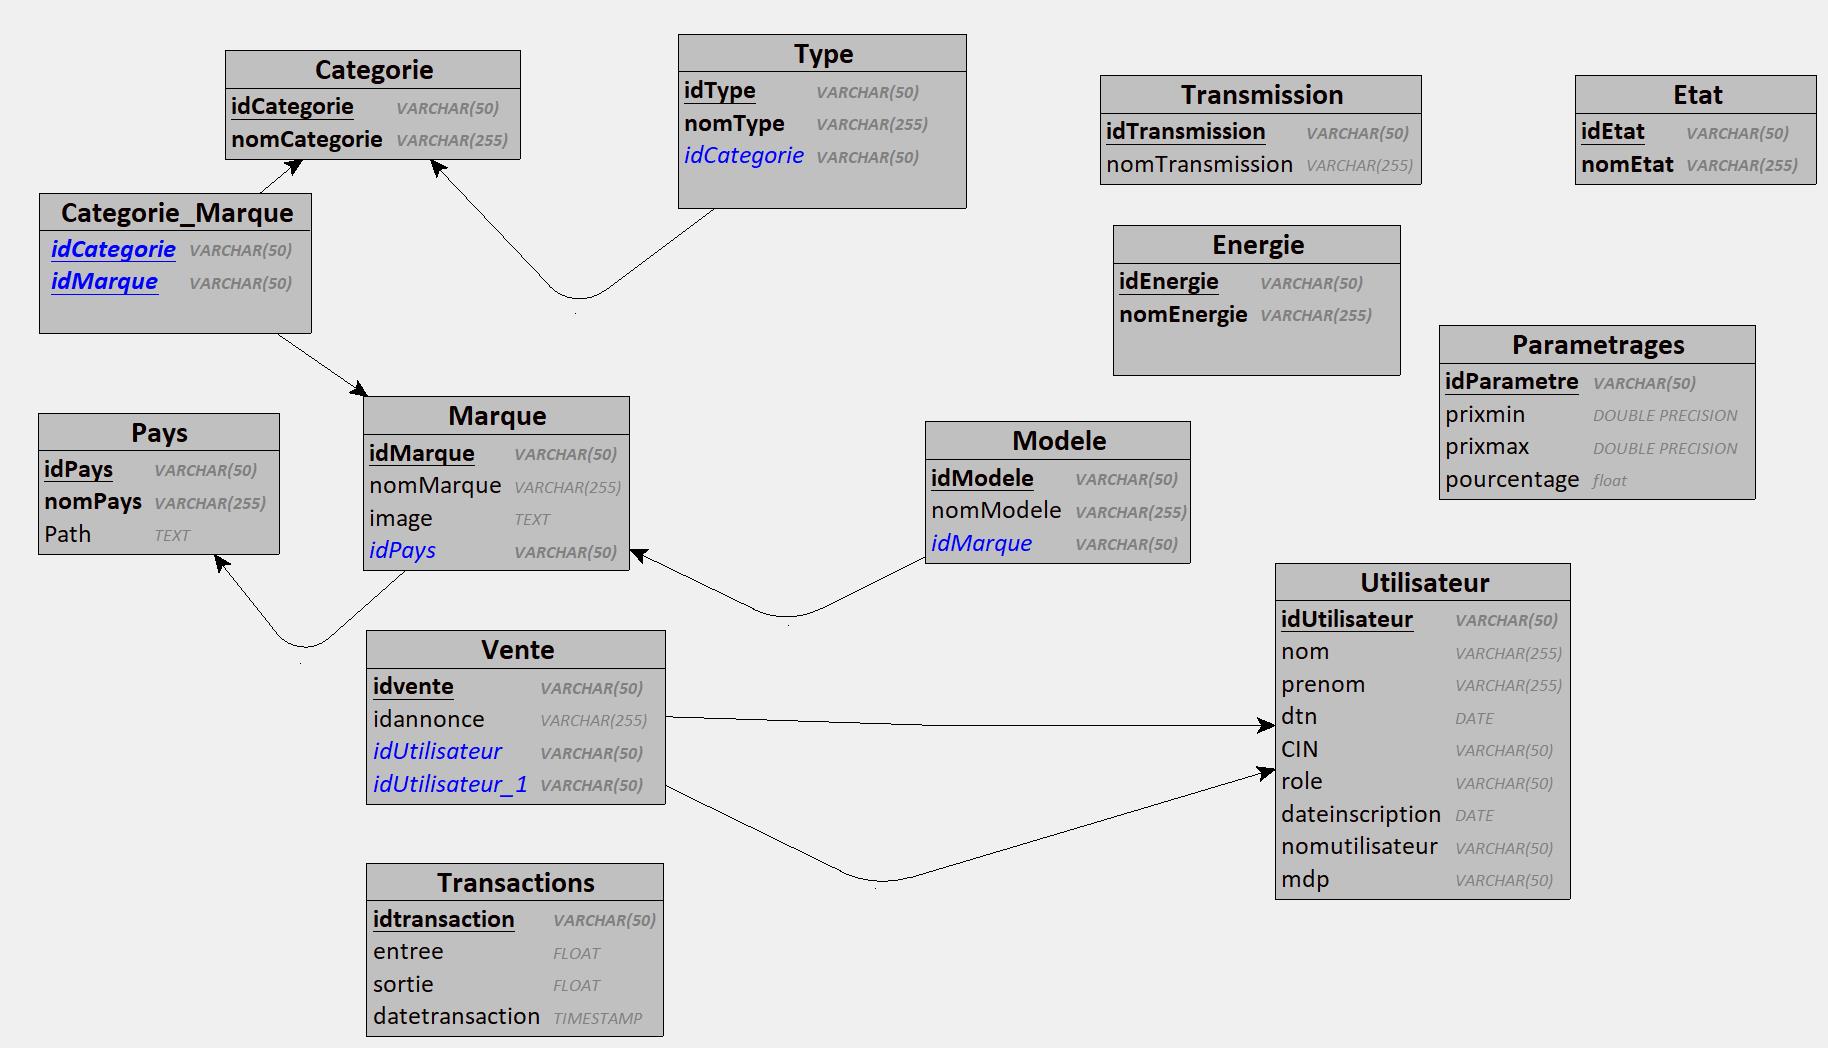 Categorie
idCategorie VARCHAR(50)
nomCategorie VARCHAR(255)
Type
idType VARCHAR(50)
nomType VARCHAR(255)
idCategorie VARCHAR(50)
Transmission
idTransmission VARCHAR(50)
nomTransmission VARCHAR(255)
Etat
idEtat VARCHAR(50)
nomEtat VARCHAR(255)
Categorie_Marque
idCategorie VARCHAR(50)
idMarque VARCHAR(50)
Energie
idEnergie VARCHAR(50)
nomEnergie VARCHAR(255)
Parametrages
idParametre VARCHAR(50)
prixmin DOUBLE PRECISION
prixmax DOUBLE PRECISION
pourcentage float
Pays
idPays VARCHAR(50)
nomPays VARCHAR(255)
Path TEXT
Marque
idMarque VARCHAR(50)
nomMarque VARCHAR(255)
image TEXT
idPays VARCHAR(50)
Modele
idModele VARCHAR(50)
nomModele VARCHAR(255)
idMarque VARCHAR(50)
Vente
idvente VARCHAR(50)
idannonce VARCHAR(255)
idUtilisateur VARCHAR(50)
idUtilisateur_1 VARCHAR(50)
Utilisateur
idUtilisateur VARCHAR(50)
nom VARCHAR(255)
prenom VARCHAR(255)
dtn DATE
CIN VARCHAR(50)
role VARCHAR(50)
dateinscription DATE
nomutilisateur VARCHAR(50)
mdp VARCHAR(50)
Transactions
idtransaction VARCHAR(50)
entree FLOAT
sortie FLOAT
datetransaction TIMESTAMP